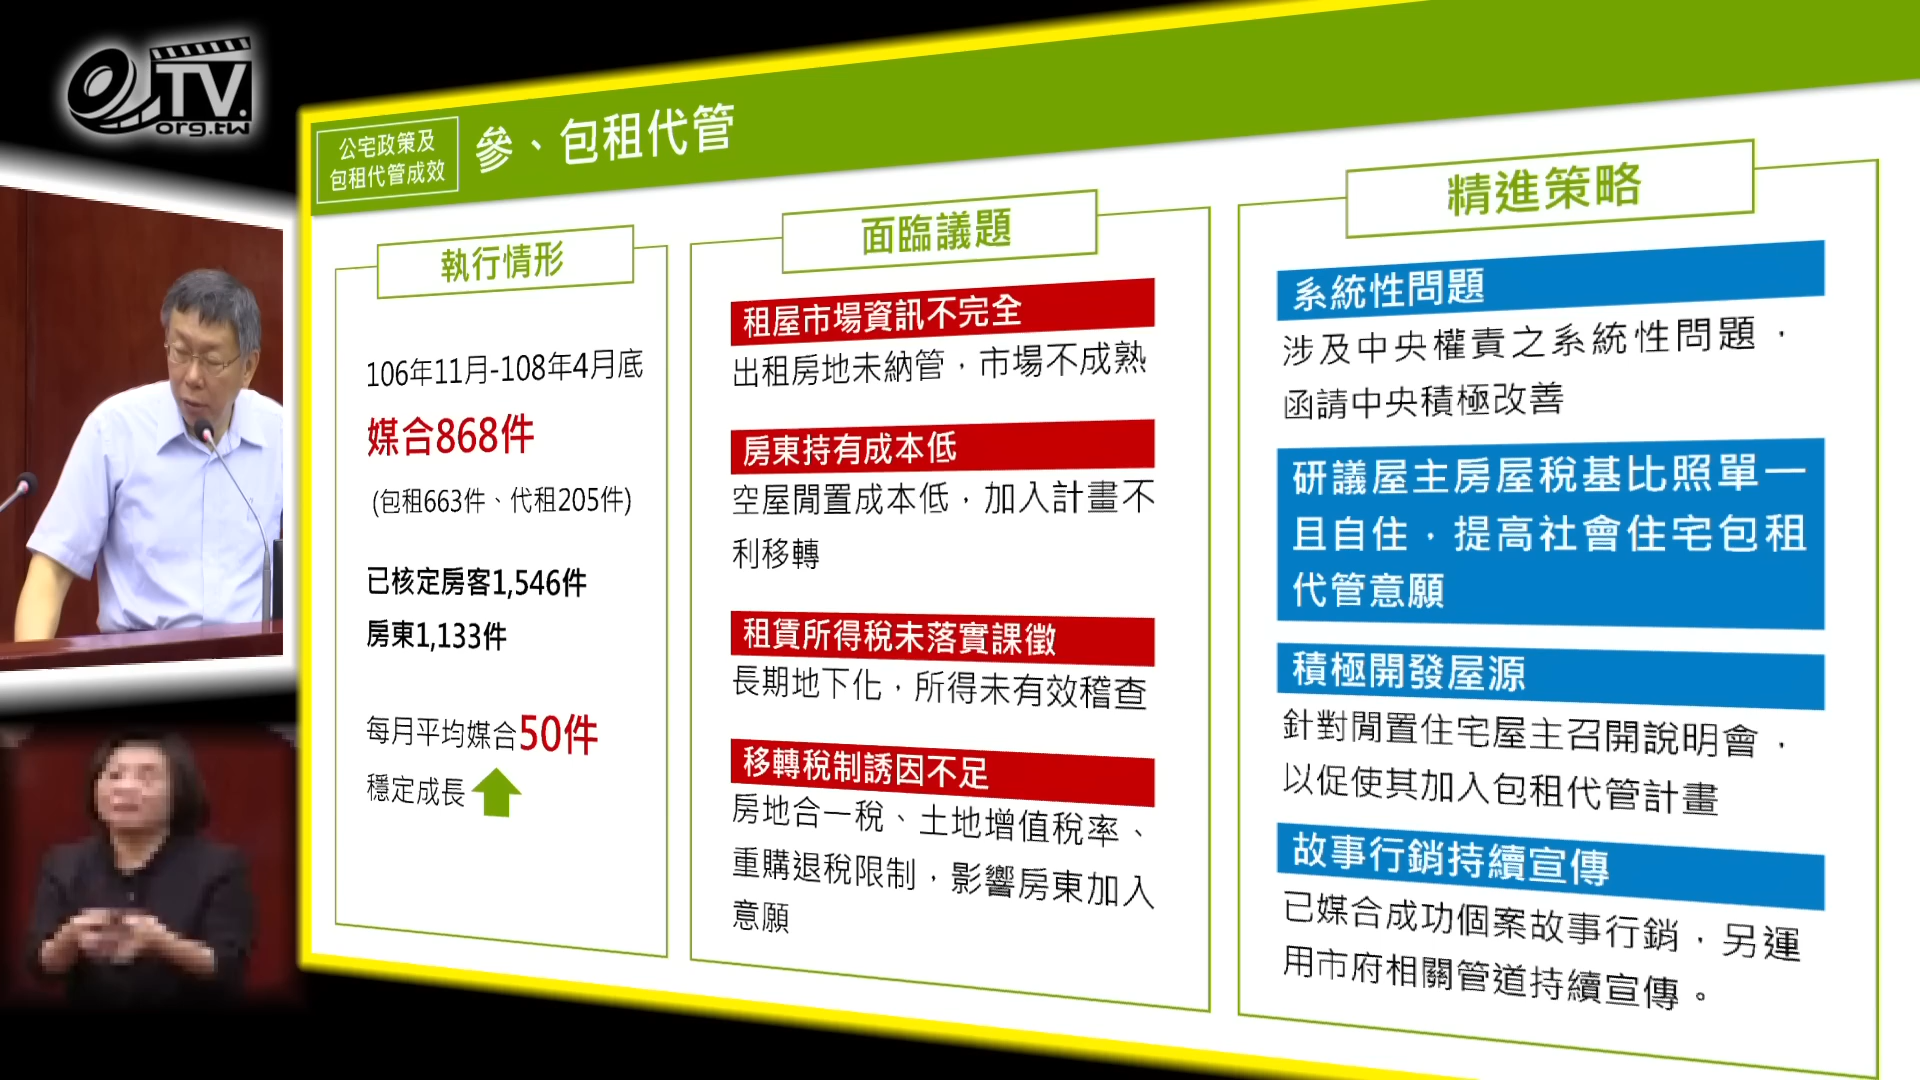 TV.
org.tw
公宅政策及
包租代管成效
參、包租代管
執行情形
106年11月-108年4月底
媒合868件
(包租663件、代租205件)
已核定房客1,546件
房東1,133件
每月平均媒合50件
穩定成長
面臨議題
租屋市場資訊不完全
出租房地未納管，市場不成熟
房東持有成本低
空屋閒置成本低，加入計畫不
利移轉
租賃所得稅未落實課徵
長期地下化，所得未有效稽查
移轉稅制誘因不足
房地合一稅、土地增值稅率、
重購退稅限制，影響房東加入
意願
精進策略
系統性問題
涉及中央權責之系統性問題，
函請中央積極改善
研議屋主房屋稅基比照單一
且自住，提高社會住宅包租
代管意願
積極開發屋源
針對閒置住宅屋主召開說明會，
以促使其加入包租代管計畫
故事行銷持續宣傳
已媒合成功個案故事行銷，另運
用市府相關管道持續宣傳。